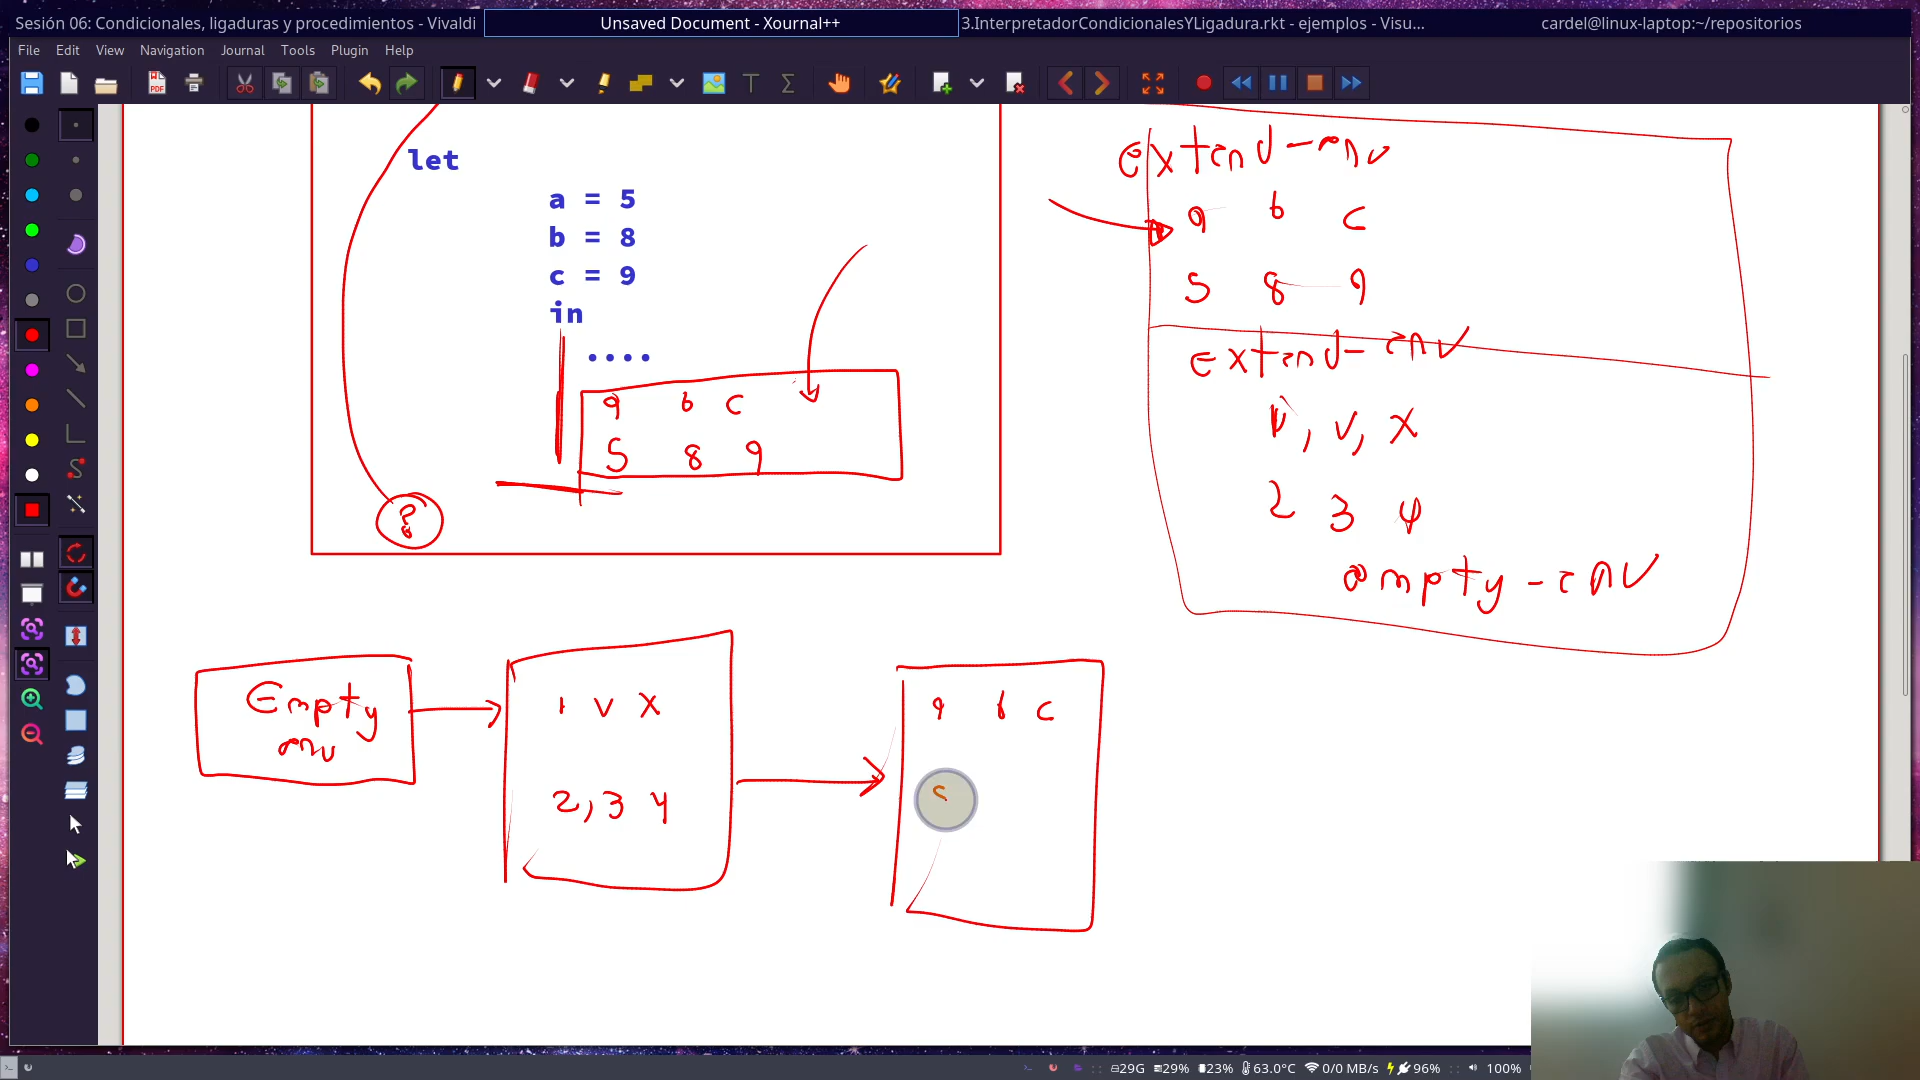 Sesión 06: Condicionales, ligaduras y procedimientos - Vivaldi
Unsaved Document - Xournal++
3.InterpretadorCondicionalesYLigadura.rkt - ejemplos - Visu...
cardel@linux-laptop:~/repositorios
File Edit View Navigation Journal Tools Plugin Help
let
a = 5
b = 8
c = 9
in
....
a b c
5 8 9
?
extend-env
a b c
5 8 9
Extend-env
, v, x
2 3 4
empty-env
Empty
env
1 v x
2, 3 4
a b c
29G 29% 23% 63.0°C 0/0 MB/s 96% 100%